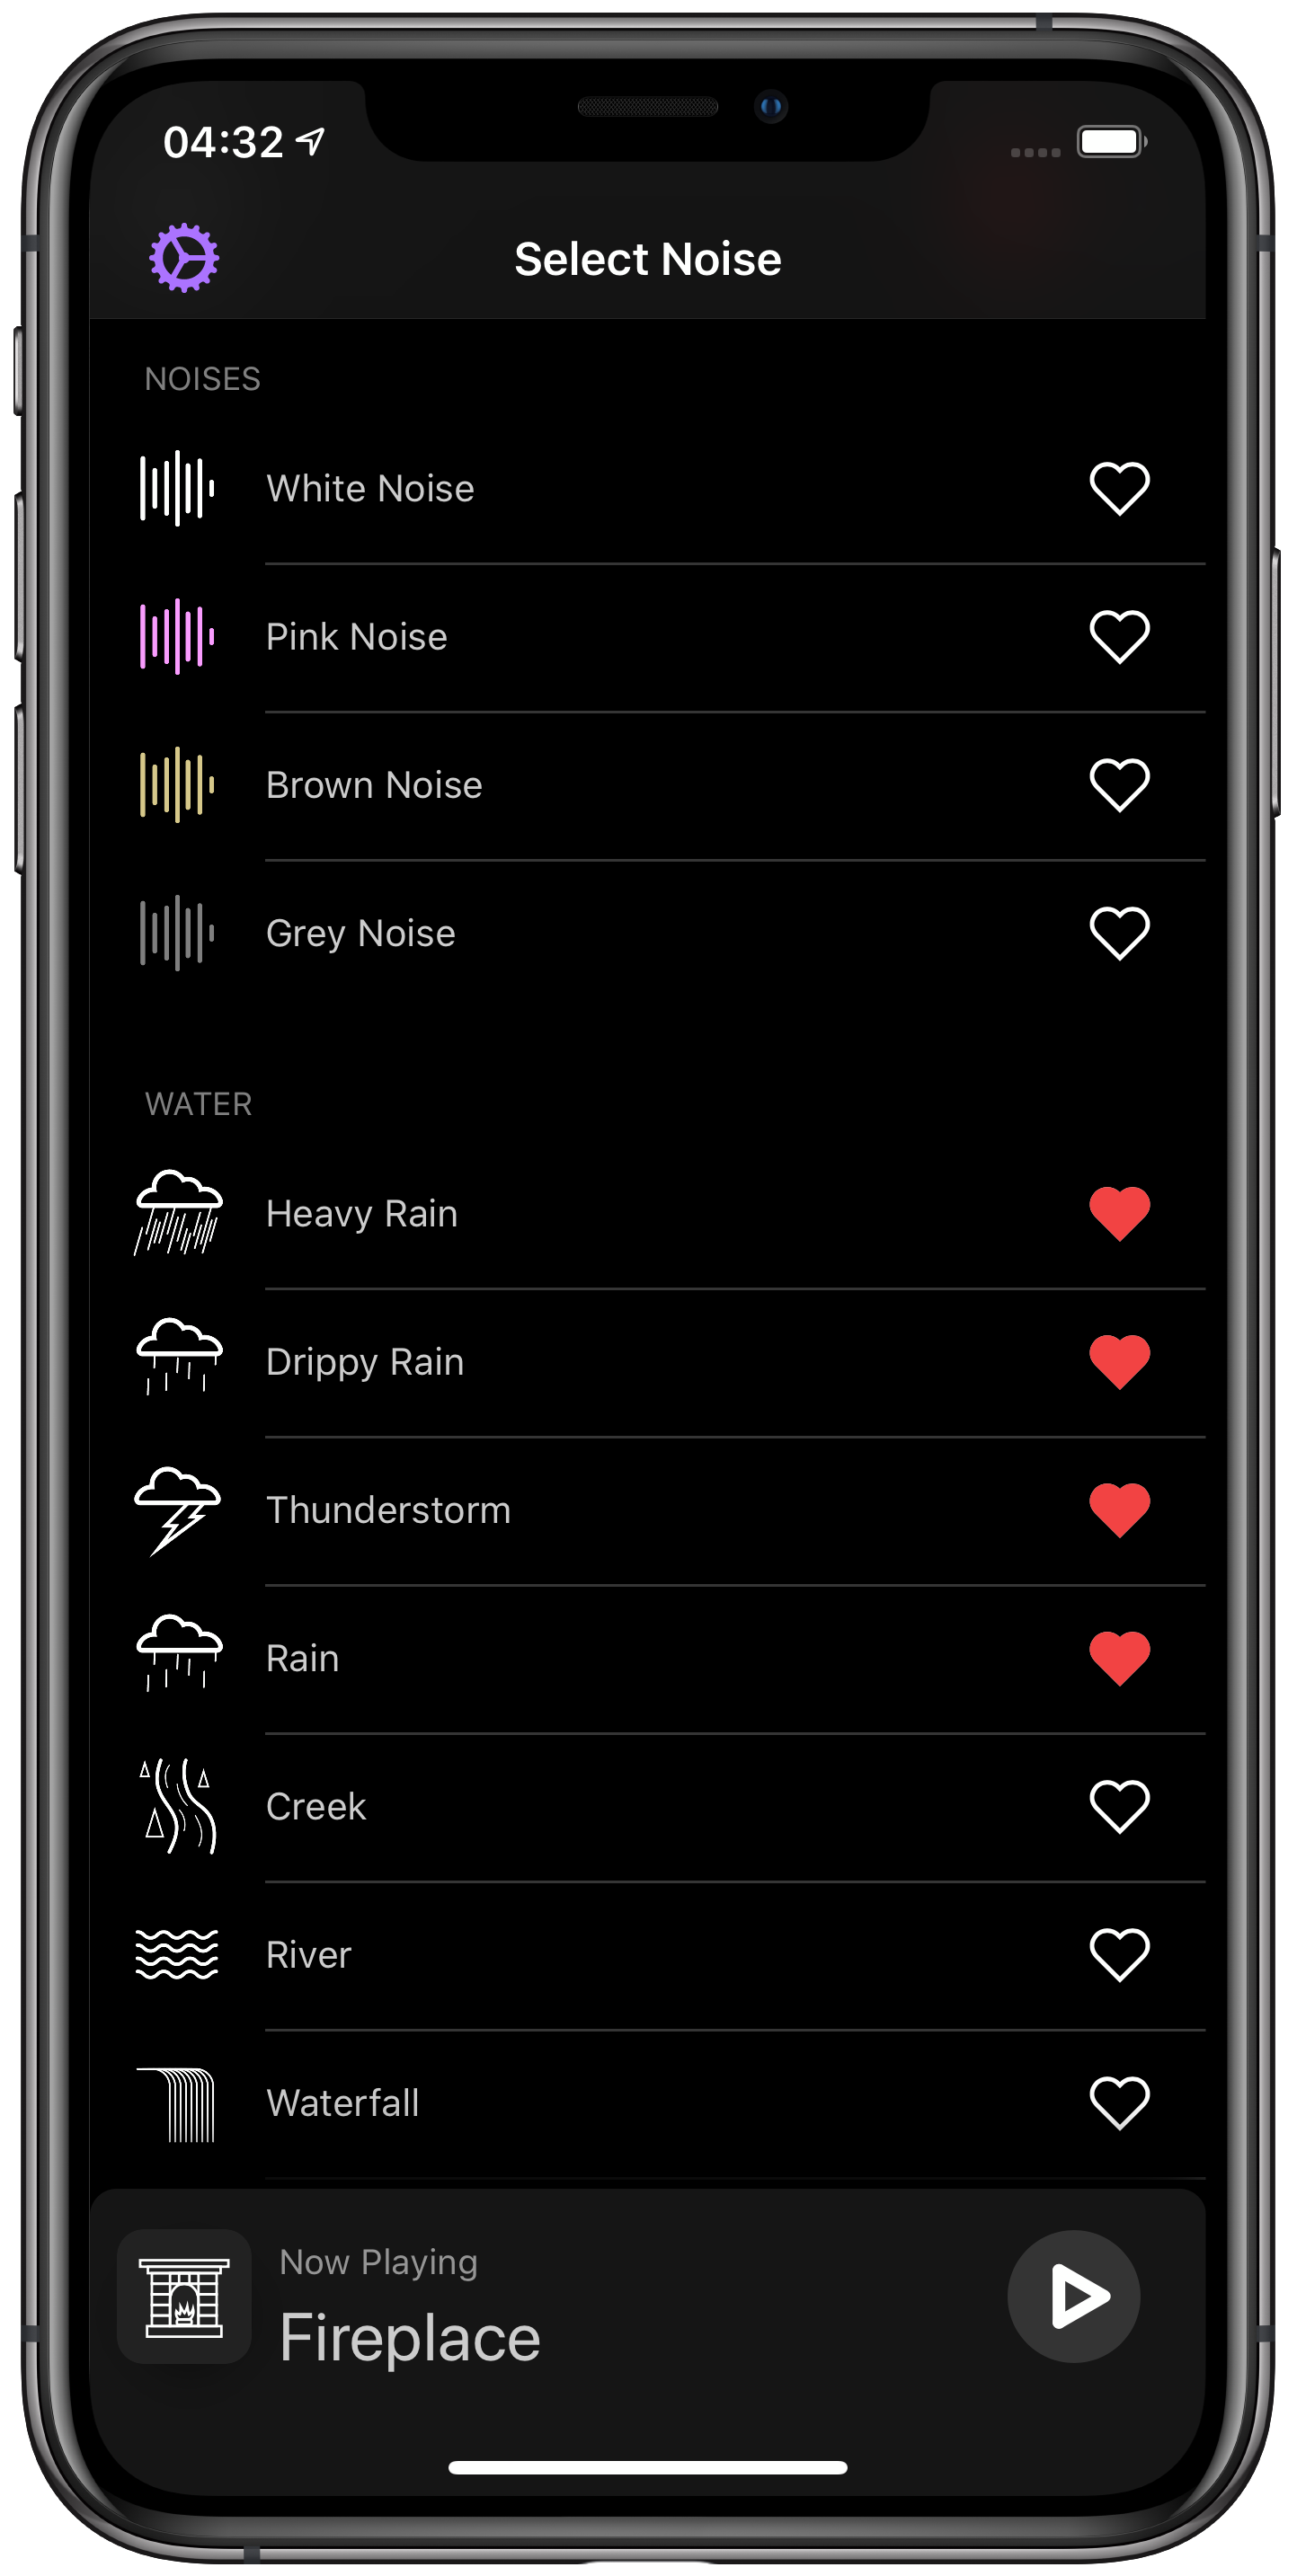 04:32
Select Noise
NOISES
White Noise
Pink Noise
Brown Noise
Grey Noise
WATER
Heavy Rain
Drippy Rain
Thunderstorm
Rain
Creek
River
Waterfall
Now Playing
Fireplace